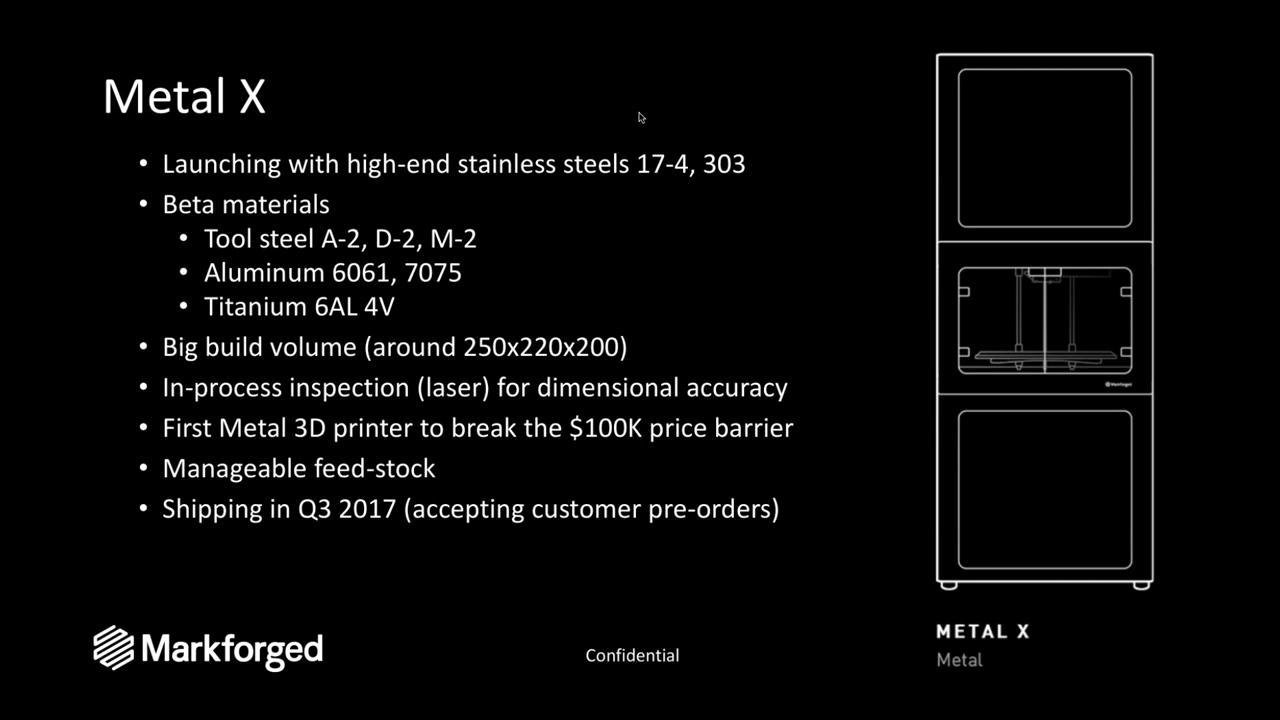 Metal X
• Launching with high-end stainless steels 17-4, 303
• Beta materials
• Tool steel A-2, D-2, M-2
• Aluminum 6061, 7075
• Titanium 6AL 4V
• Big build volume (around 250x220x200)
• In-process inspection (laser) for dimensional accuracy
• First Metal 3D printer to break the $100K price barrier
• Manageable feed-stock
• Shipping in Q3 2017 (accepting customer pre-orders)
Markforged
Confidential
Markforged
METAL X
Metal